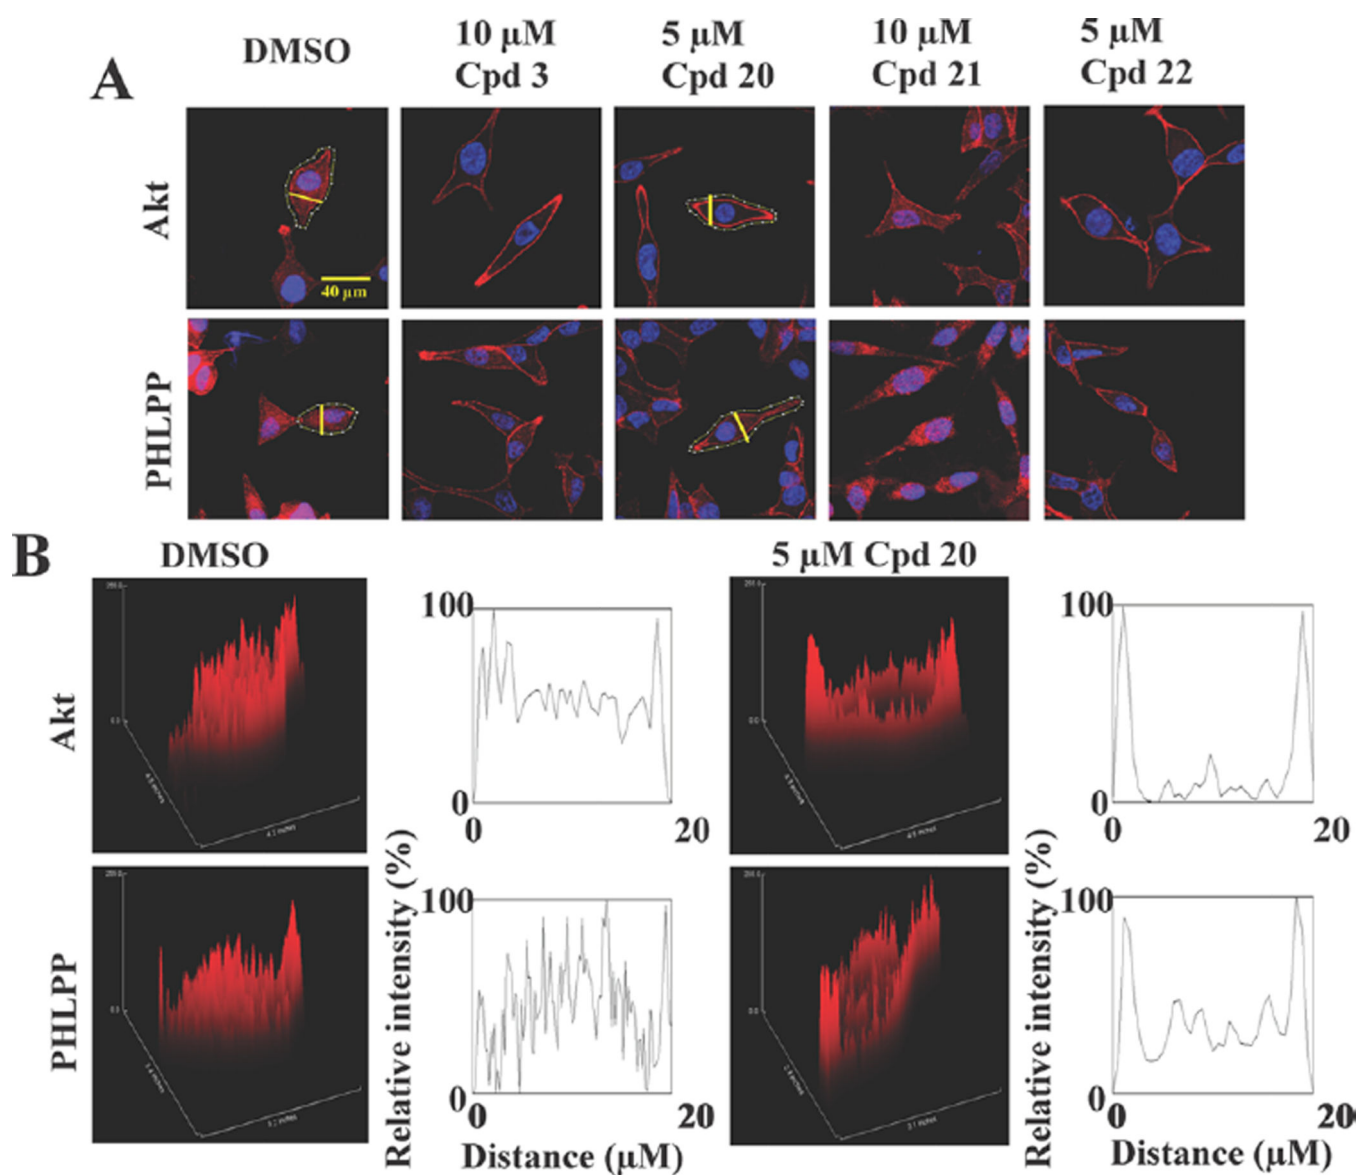 A
DMSO
10 µM
Cpd 3
5 µM
Cpd 20
10 µM
Cpd 21
5 µM
Cpd 22
Akt
40 µm
PHLPP
B
DMSO
5 µM Cpd 20
Akt
100
0
0
20
100
0
0
20
PHLPP
Relative intensity (%)
100
0
0
20
Distance (µM)
Relative intensity (%)
100
0
0
20
Distance (µM)